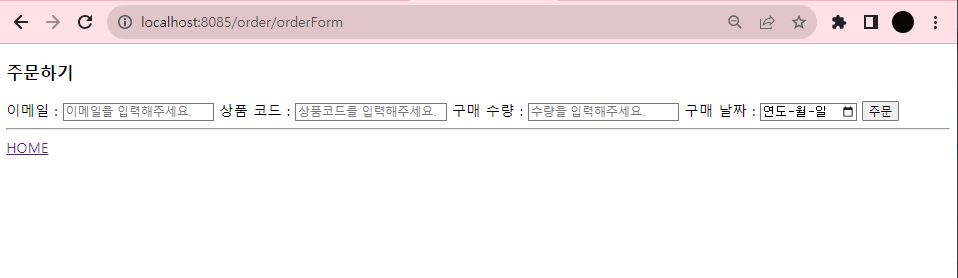 localhost:8085/order/orderForm
주문하기
이메일 : 이메일을 입력해주세요. 상품 코드 : 상품코드를 입력해주세요. 구매 수량 : 수량을 입력해주세요. 구매 날짜 : 연도-월-일 주문
HOME